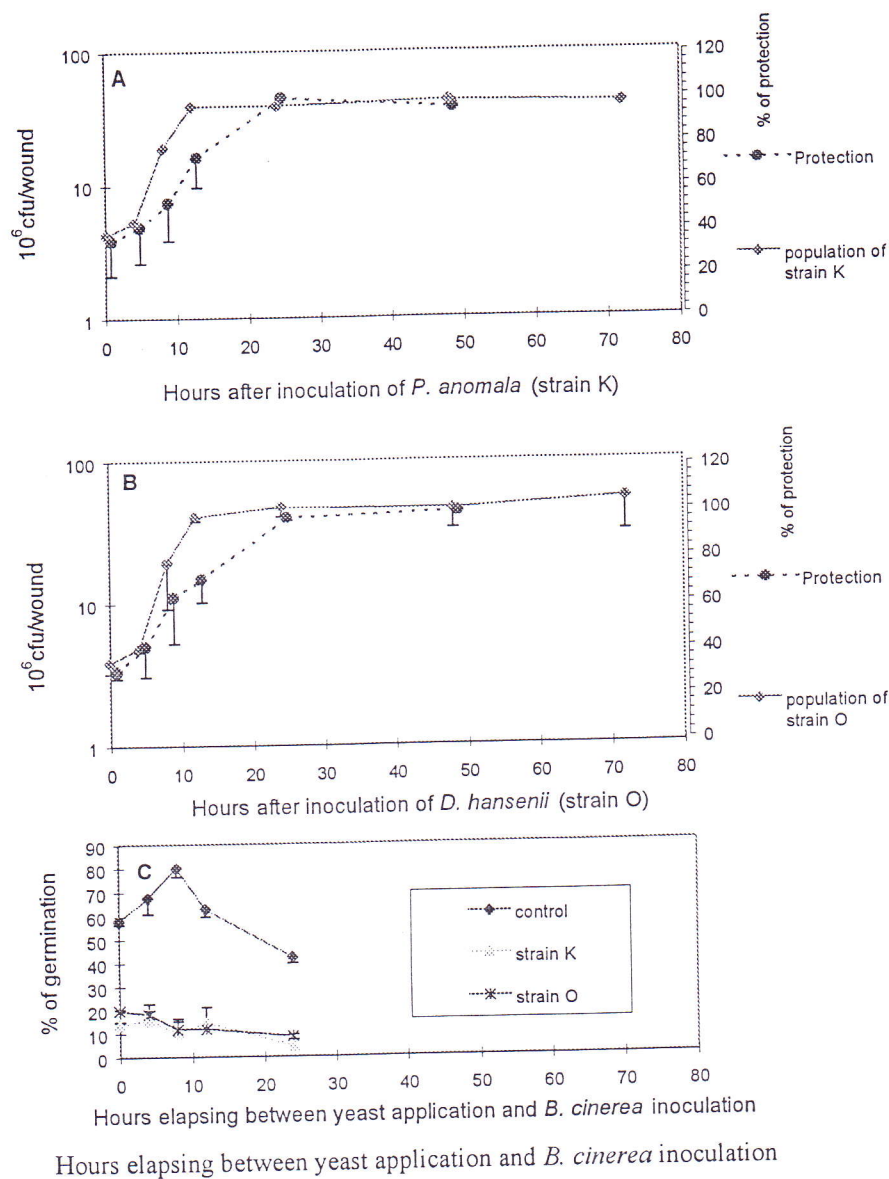 A
100
10
1
10⁶cfu/wound
120
100
80
60
40
20
0
% of protection
Protection
population of
strain K
0 10 20 30 40 50 60 70 80
Hours after inoculation of P. anomala (strain K)
B
100
10
1
10⁶cfu/wound
120
100
80
60
40
20
0
% of protection
Protection
population of
strain O
0 10 20 30 40 50 60 70 80
Hours after inoculation of D. hansenii (strain O)
C
90
80
70
60
50
40
30
20
10
0
% of germination
control
strain K
strain O
0 10 20 30 40 50 60 70 80
Hours elapsing between yeast application and B. cinerea inoculation
Hours elapsing between yeast application and B. cinerea inoculation